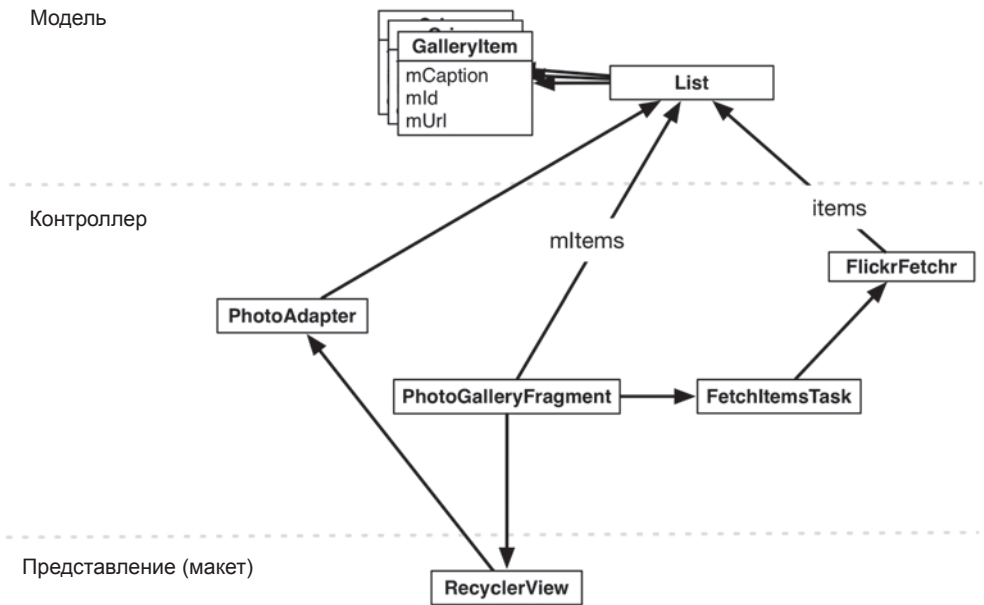 Модель
GalleryItem
mCaption
mId
mUrl
List
Контроллер
items
mItems
FlickrFetchr
PhotoAdapter
PhotoGalleryFragment
FetchItemsTask
Представление (макет)
RecyclerView